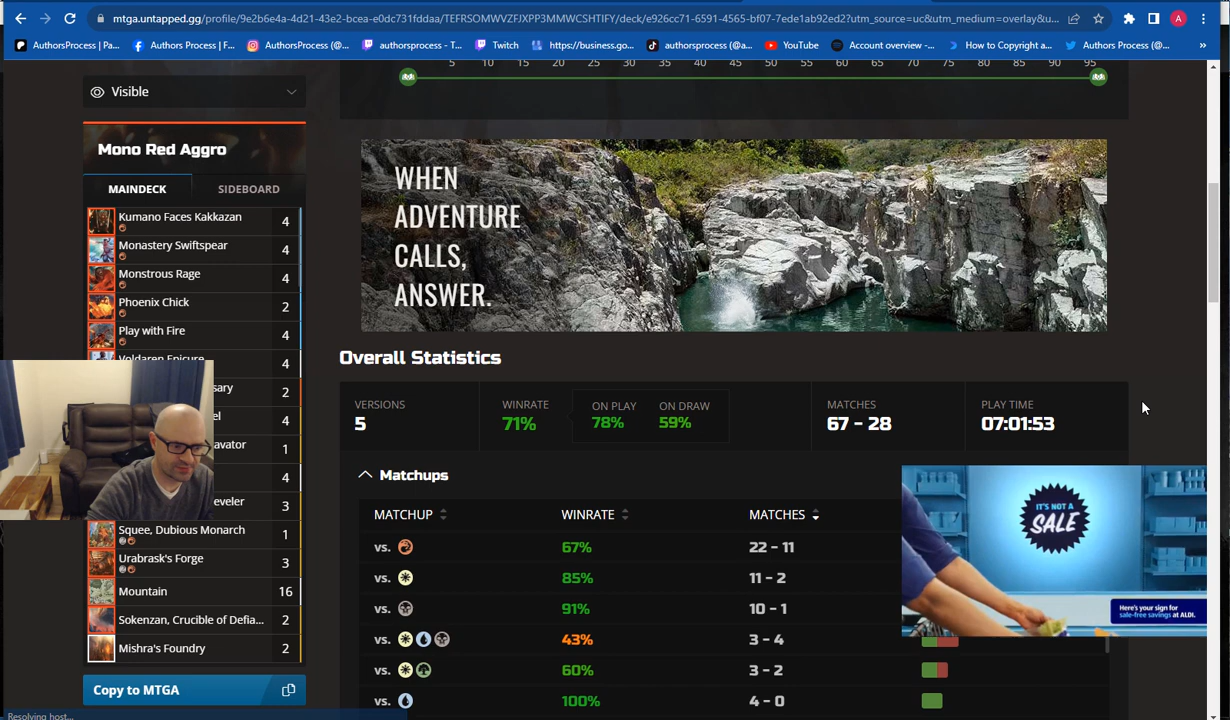 mtga.untapped.gg/profile/9e2b6e4a-4d21-43e2-bcea-e0dc731fddaa/TEFRSOMWVZFJXPP3MMWCSHTIFY/deck/e926cc71-6591-4565-bf07-7ede1ab92ed2?utm_source=uc&utm_medium=overlay&u...
A
AuthorsProcess | Pa...
Authors Process | F...
AuthorsProcess (@...
authorsprocess - T...
Twitch
https://business.go...
authorsprocess (@a...
YouTube
Account overview -...
How to Copyright a...
Authors Process (@...
»
5 10 15 20 25 30 35 40 45 50 55 60 65 70 75 80 85 90 95
Visible
Mono Red Aggro
MAINDECK SIDEBOARD
Kumano Faces Kakkazan 4
Monastery Swiftspear 4
Monstrous Rage 4
Phoenix Chick 2
Play with Fire 4
Voldaren Epicure 4
sary 2
el 4
avator 1
4
eveler 3
Squee, Dubious Monarch 1
Urabrask's Forge 3
Mountain 16
Sokenzan, Crucible of Defia... 2
Mishra's Foundry 2
Copy to MTGA
Resolving host...
WHEN
ADVENTURE
CALLS,
ANSWER.
Overall Statistics
VERSIONS WINRATE ON PLAY ON DRAW MATCHES PLAY TIME
5 71% 78% 59% 67 - 28 07:01:53
Matchups
MATCHUP WINRATE MATCHES
vs. 67% 22 - 11
vs. 85% 11 - 2
vs. 91% 10 - 1
vs. 43% 3 - 4
vs. 60% 3 - 2
vs. 100% 4 - 0
IT'S NOT A
SALE
Here's your sign for
sale-free savings at ALDI.